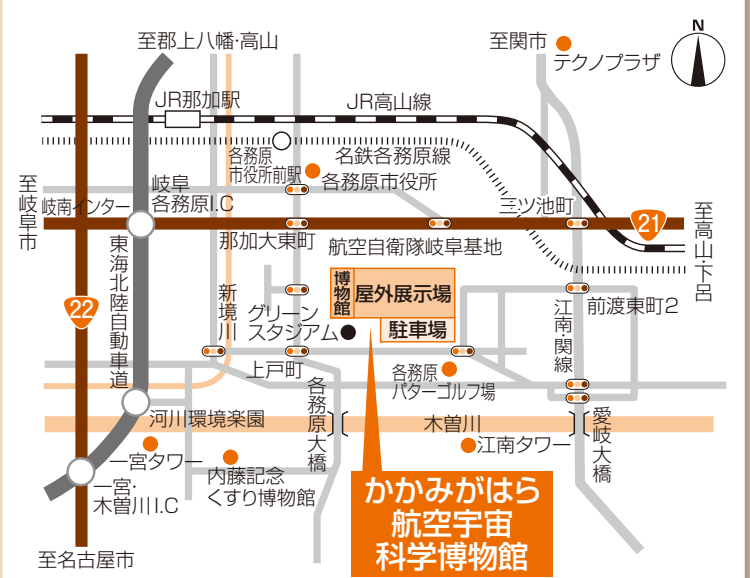 至郡上八幡・高山
至関市
テクノプラザ
N
JR那加駅
JR高山線
各務原
市役所前駅
名鉄各務原線
各務原市役所
至岐阜市
岐南インター
岐阜
各務原I.C
三ツ池町
21
至高山・下呂
那加大東町
航空自衛隊岐阜基地
東海北陸自動車道
22
新境川
グリーン
スタジアム
博物館
屋外展示場
駐車場
江南・関線
前渡東町2
上戸町
各務原大橋
各務原
パターゴルフ場
河川環境楽園
木曽川
愛岐大橋
一宮タワー
江南タワー
内藤記念
くすり博物館
一宮・
木曽川I.C
かかみがはら
航空宇宙
科学博物館
至名古屋市